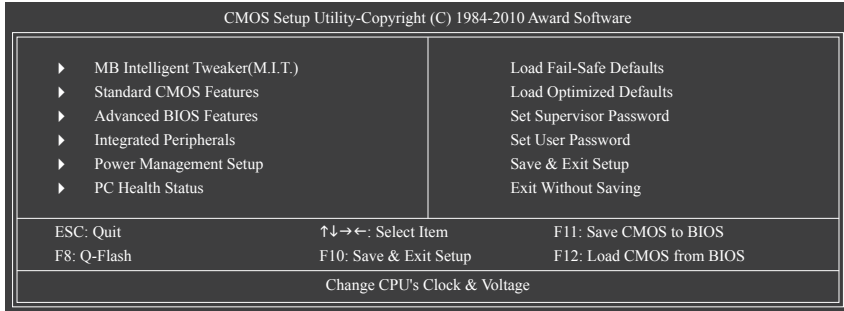 CMOS Setup Utility-Copyright (C) 1984-2010 Award Software
MB Intelligent Tweaker(M.I.T.)
Standard CMOS Features
Advanced BIOS Features
Integrated Peripherals
Power Management Setup
PC Health Status
Load Fail-Safe Defaults
Load Optimized Defaults
Set Supervisor Password
Set User Password
Save & Exit Setup
Exit Without Saving
ESC: Quit ↑↓→←: Select Item F11: Save CMOS to BIOS
F8: Q-Flash F10: Save & Exit Setup F12: Load CMOS from BIOS
Change CPU's Clock & Voltage